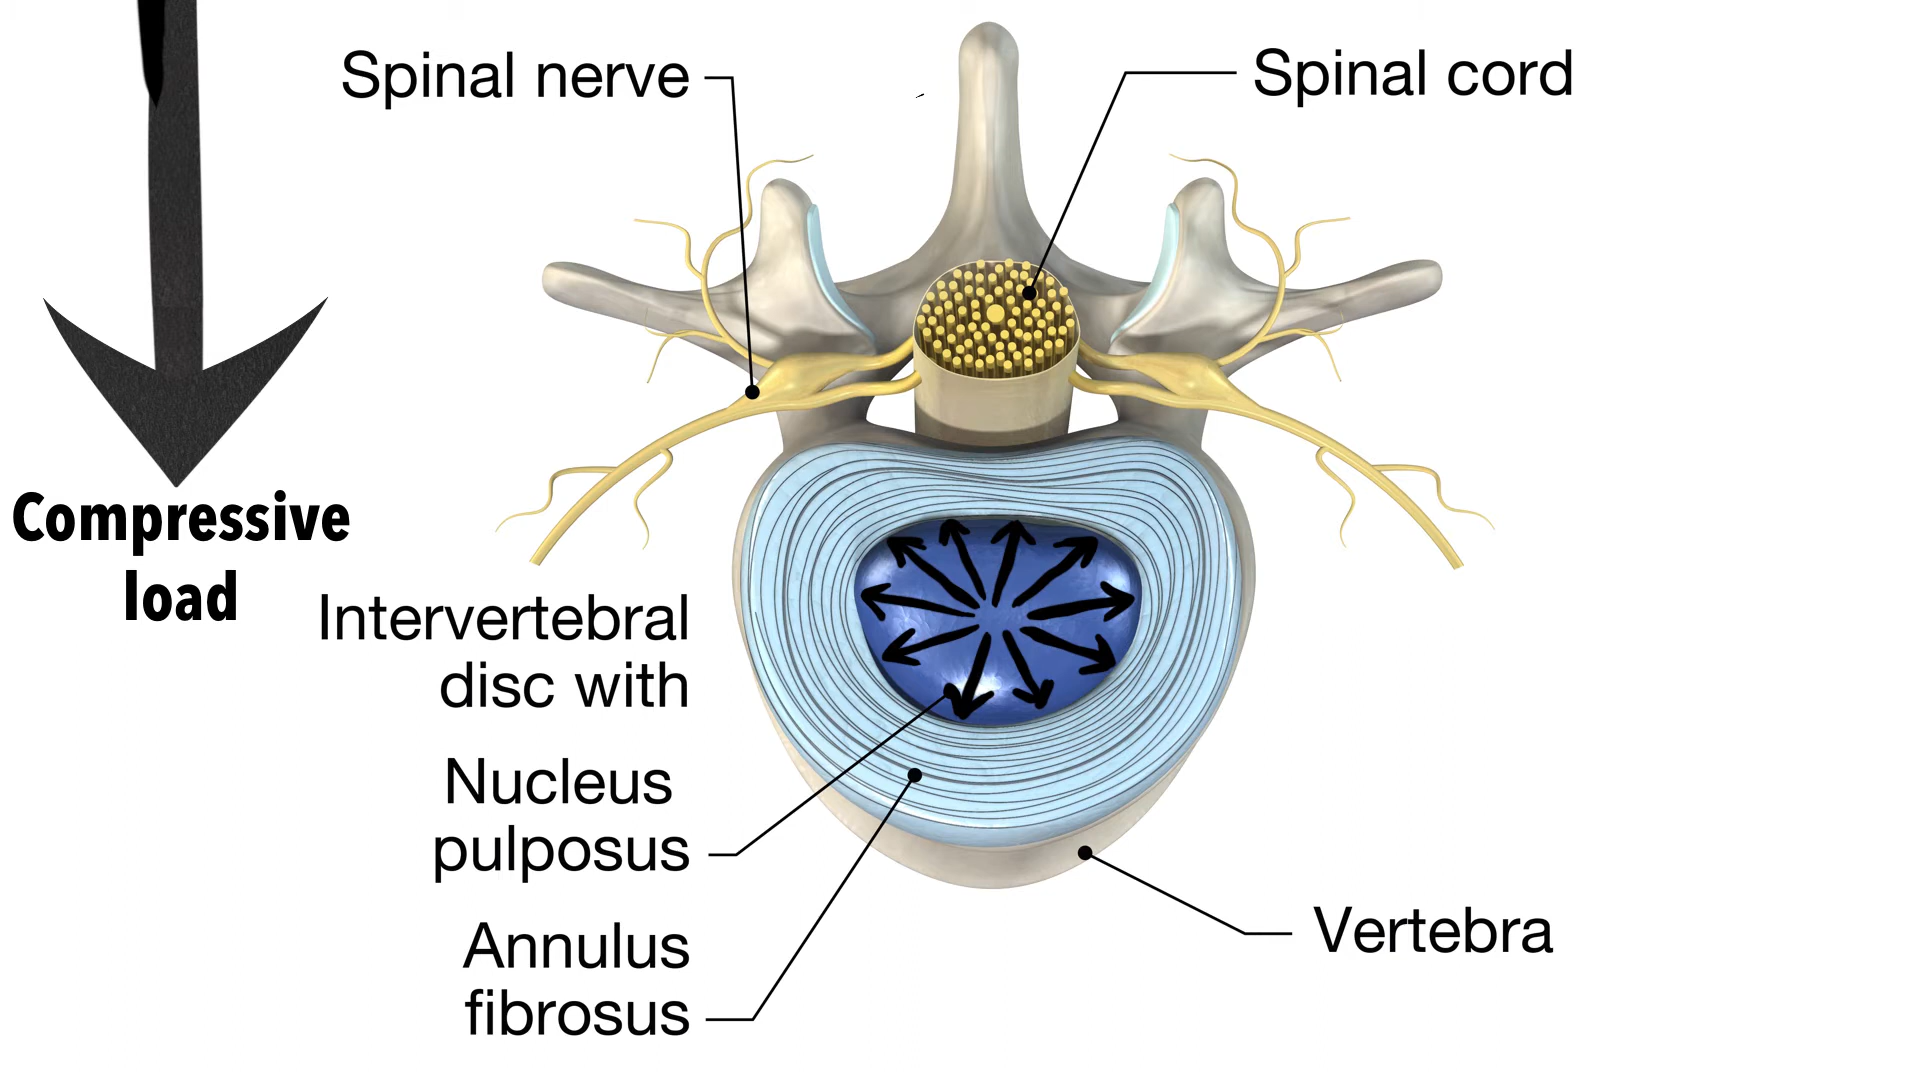 Spinal nerve
Spinal cord
Compressive
load
Intervertebral
disc with
Nucleus
pulposus
Annulus
fibrosus
Vertebra